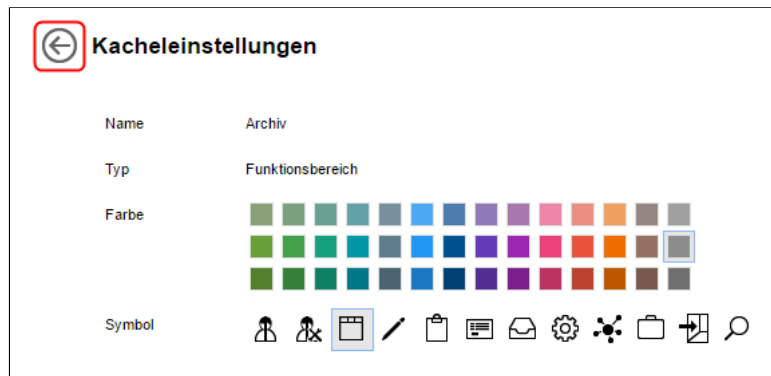 Kacheleinstellungen
Name Archiv
Typ Funktionsbereich
Farbe
Symbol